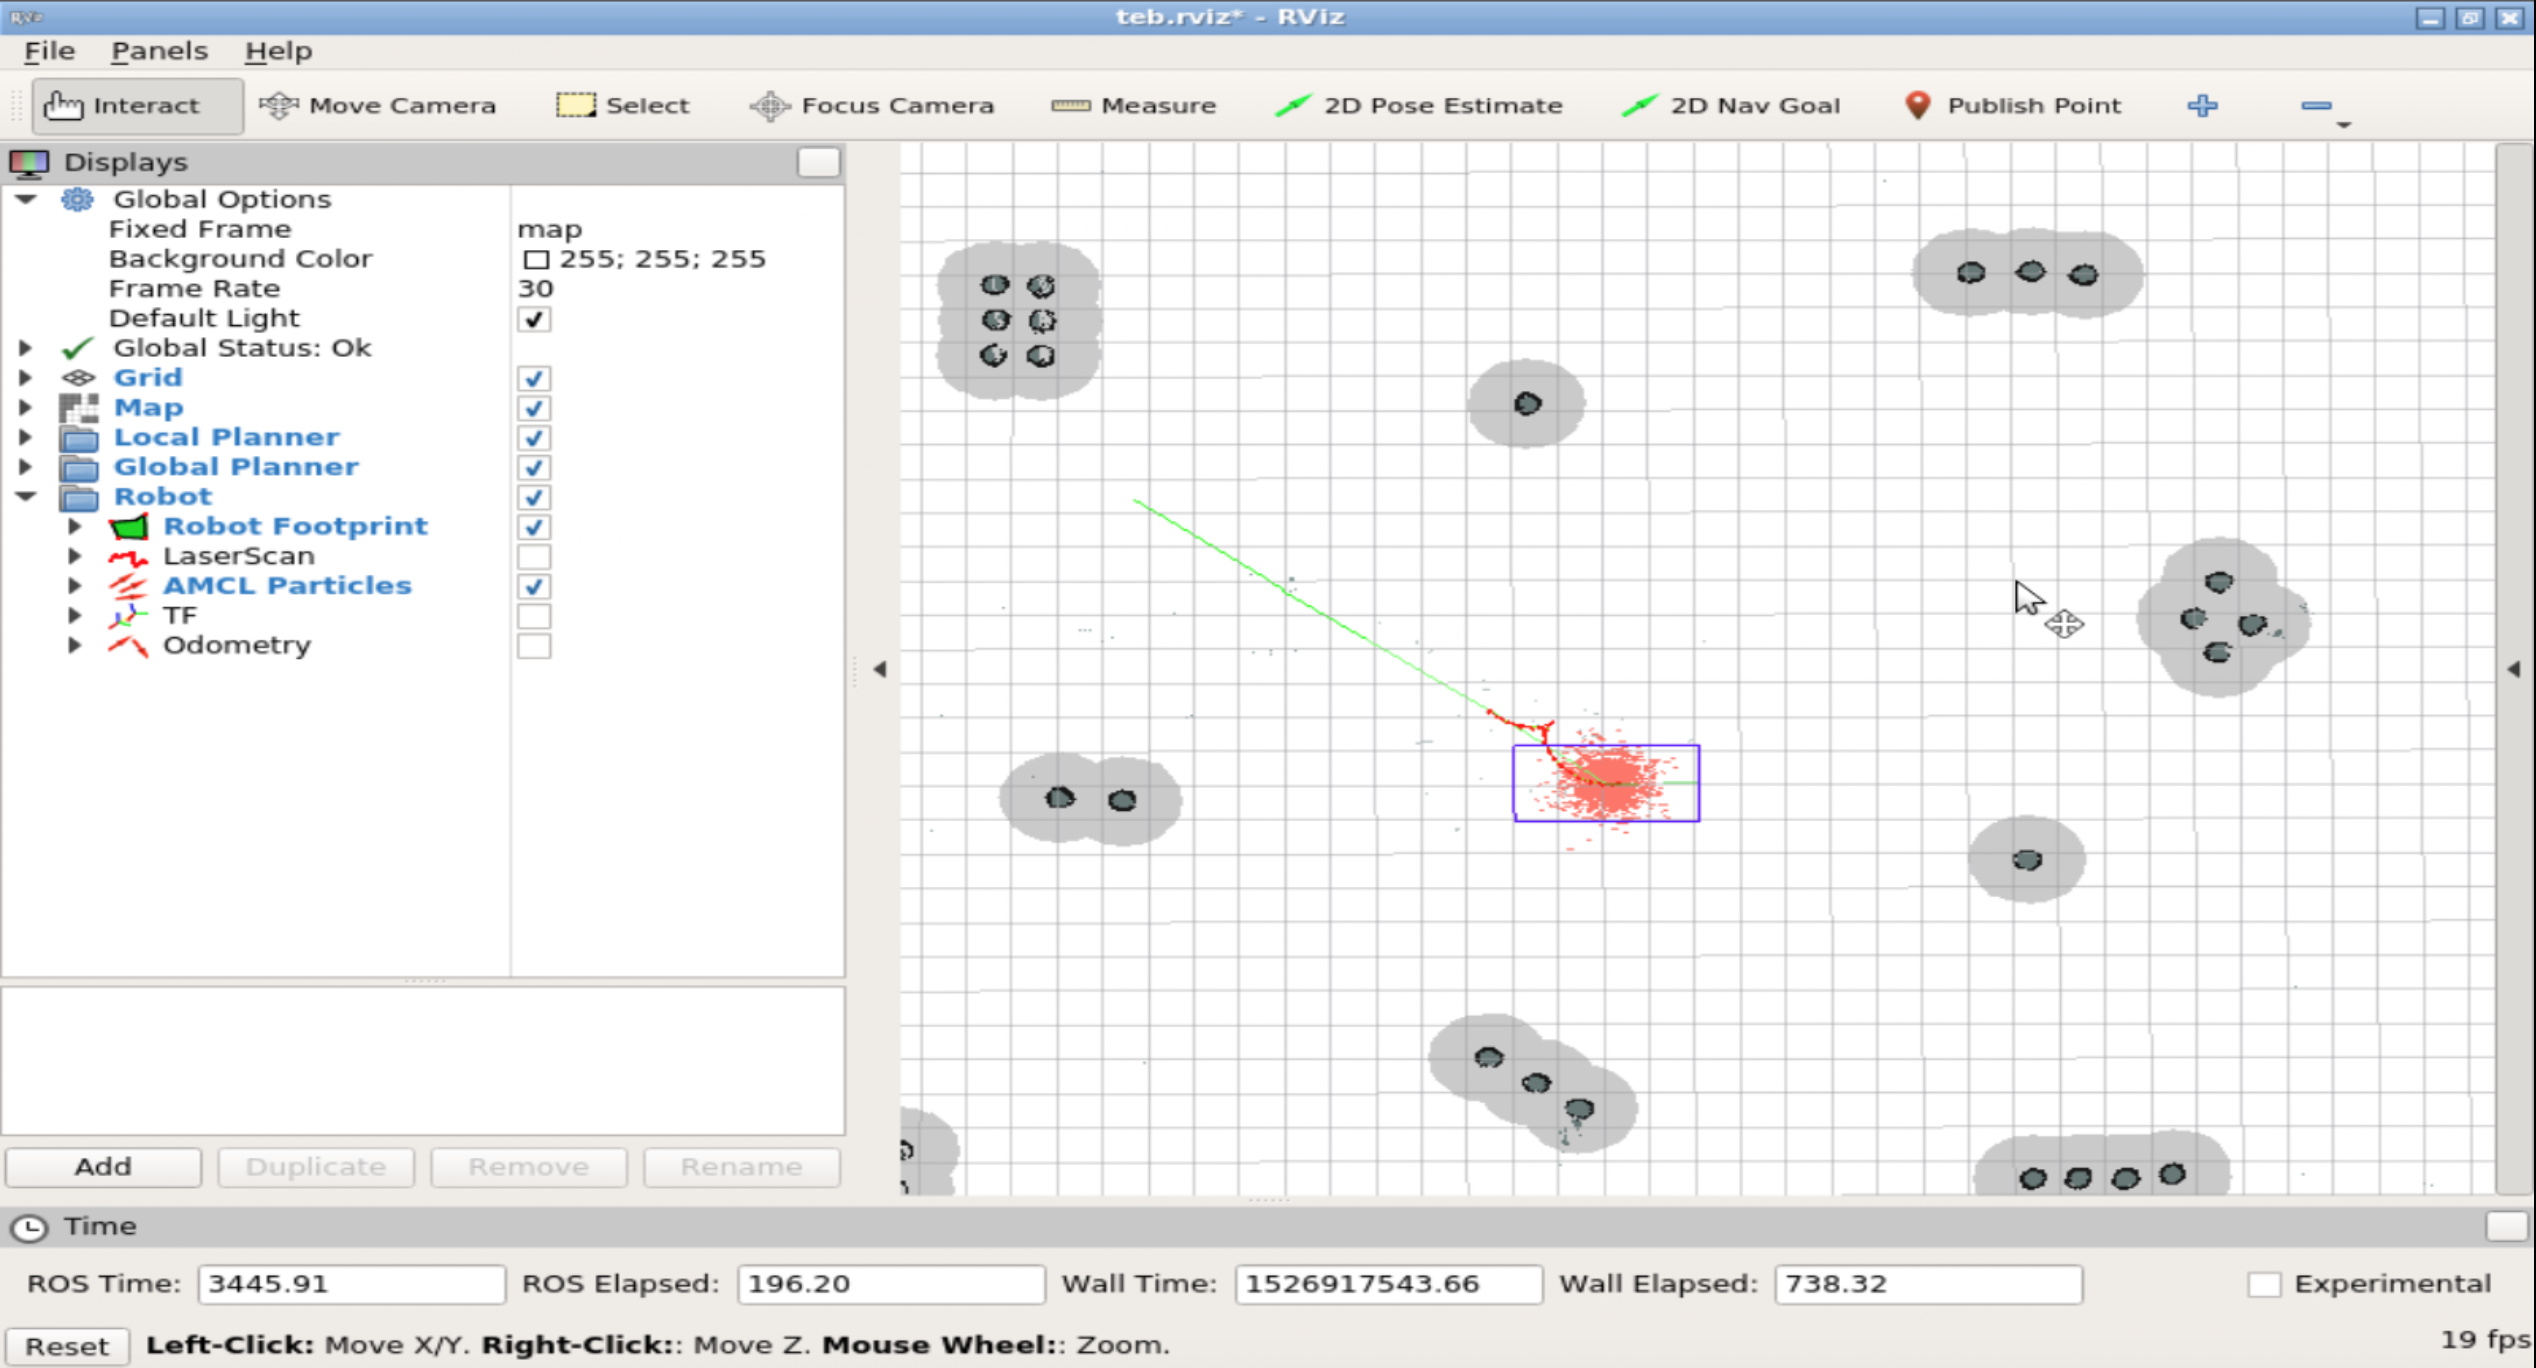 RViz
teb.rviz* - RViz
File Panels Help
Interact Move Camera Select Focus Camera Measure 2D Pose Estimate 2D Nav Goal Publish Point
Displays
Global Options
Fixed Frame map
Background Color 255; 255; 255
Frame Rate 30
Default Light
Global Status: Ok
Grid
Map
Local Planner
Global Planner
Robot
Robot Footprint
LaserScan
AMCL Particles
TF
Odometry
Add Duplicate Remove Rename
Time
ROS Time: 3445.91 ROS Elapsed: 196.20 Wall Time: 1526917543.66 Wall Elapsed: 738.32 Experimental
Reset Left-Click: Move X/Y. Right-Click:: Move Z. Mouse Wheel:: Zoom. 19 fps